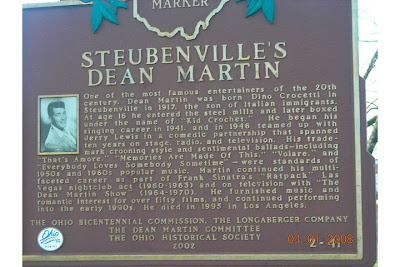 MARKER
STEUBENVILLE'S
DEAN MARTIN
One of the most famous entertainers of the 20th
century, Dean Martin was born Dino Crocetti in
Steubenville in 1917, the son of Italian immigrants.
At age 16 he entered the steel mills and later boxed
under the name of "Kid Crochet." He began his
singing career in 1941, and in 1946 teamed up with
Jerry Lewis in a comedic partnership that spanned
ten years on stage, radio, and television. His trade-
mark crooning style and sentimental ballads—including
"That's Amore," "Memories Are Made Of This," "Volare," and
"Everybody Loves Somebody Sometime"—were standards of
1950s and 1960s popular music. Martin continued his multi-
faceted career as part of Frank Sinatra's "Ratpack" Las
Vegas nightclub act (1960-1963) and on television with "The
Dean Martin Show" (1964-1970). He furnished music and
romantic interest for over fifty films, and continued performing
into the early 1990s. He died in 1995 in Los Angeles.
THE OHIO BICENTENNIAL COMMISSION, THE LONGABERGER COMPANY
THE DEAN MARTIN COMMITTEE
THE OHIO HISTORICAL SOCIETY
2002
2-41
Ohio